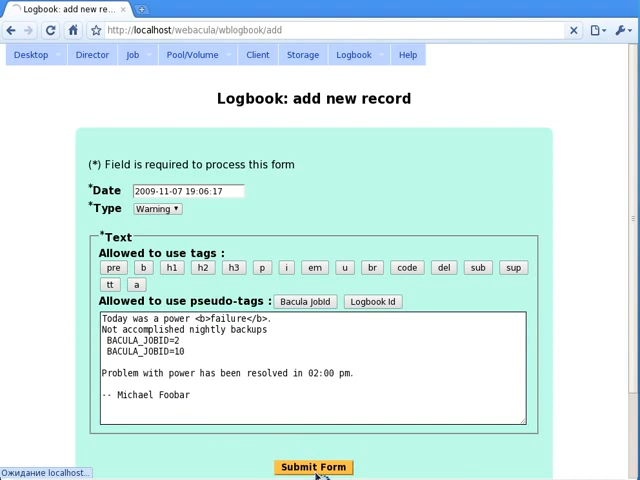 Logbook: add new re...
http://localhost/webacula/wblogbook/add
Desktop Director Job Pool/Volume Client Storage Logbook Help
Logbook: add new record
(*) Field is required to process this form
*Date 2009-11-07 19:06:17
*Type Warning
*Text
Allowed to use tags :
pre b h1 h2 h3 p i em u br code del sub sup
tt a
Allowed to use pseudo-tags : Bacula JobId Logbook Id
Today was a power <b>failure</b>.
Not accomplished nightly backups
BACULA_JOBID=2
BACULA_JOBID=10
Problem with power has been resolved in 02:00 pm.
-- Michael Foobar
Submit Form
Ожидание localhost...